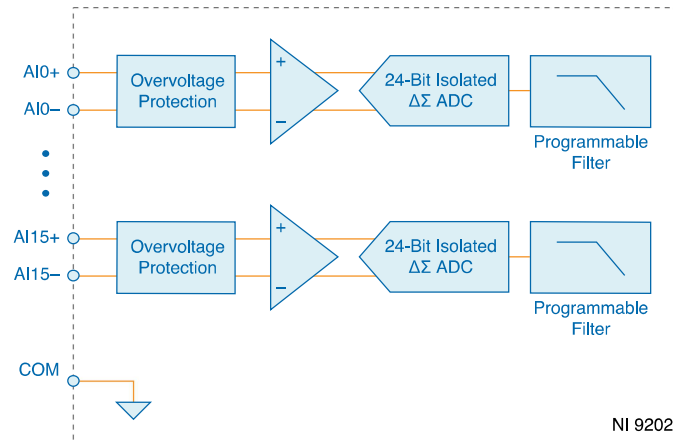 AI0+
AI0–
Overvoltage
Protection
+
–
24-Bit Isolated
ΔΣ ADC
Programmable
Filter
AI15+
AI15–
Overvoltage
Protection
+
–
24-Bit Isolated
ΔΣ ADC
Programmable
Filter
COM
NI 9202